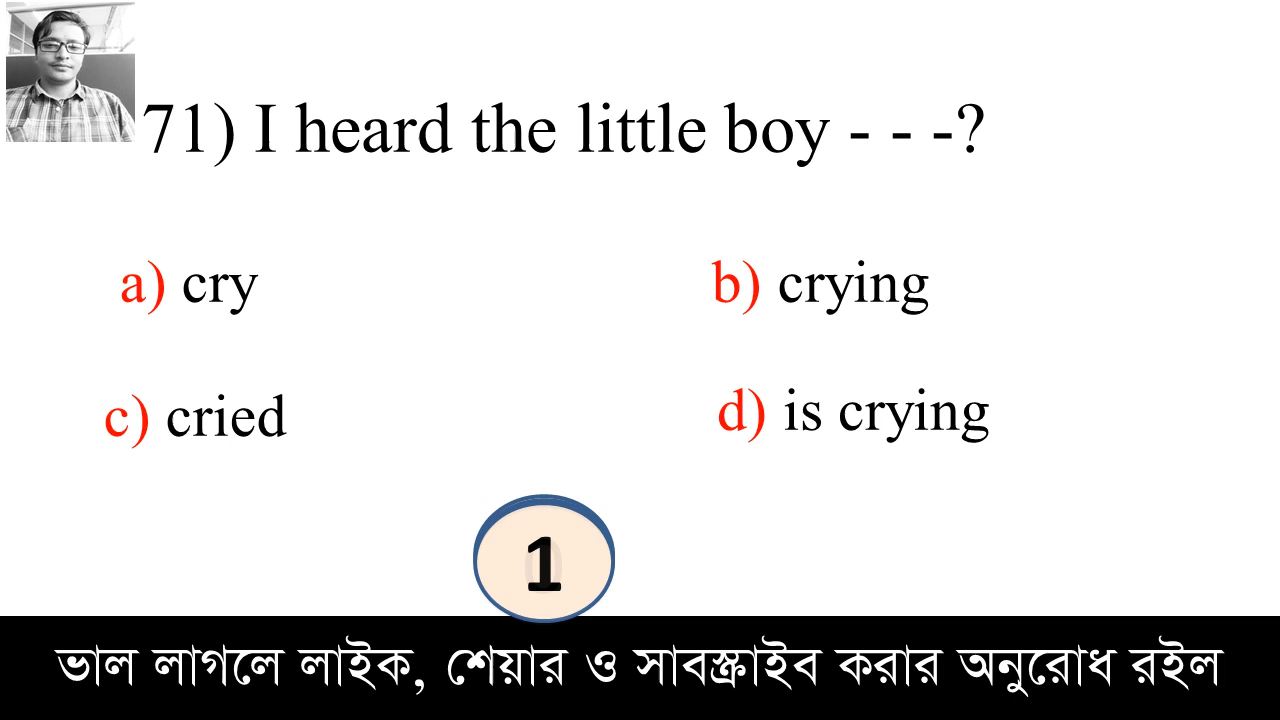 71) I heard the little boy - - -?
a) cry
b) crying
c) cried
d) is crying
1
ভাল লাগলে লাইক, শেয়ার ও সাবস্ক্রাইব করার অনুরোধ রইল